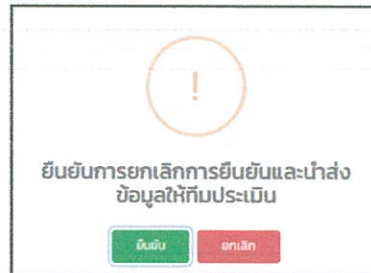 !
ยืนยันการยกเลิกการยืนยันและนำส่ง
ข้อมูลให้ทีมประเมิน
ยืนยัน ยกเลิก